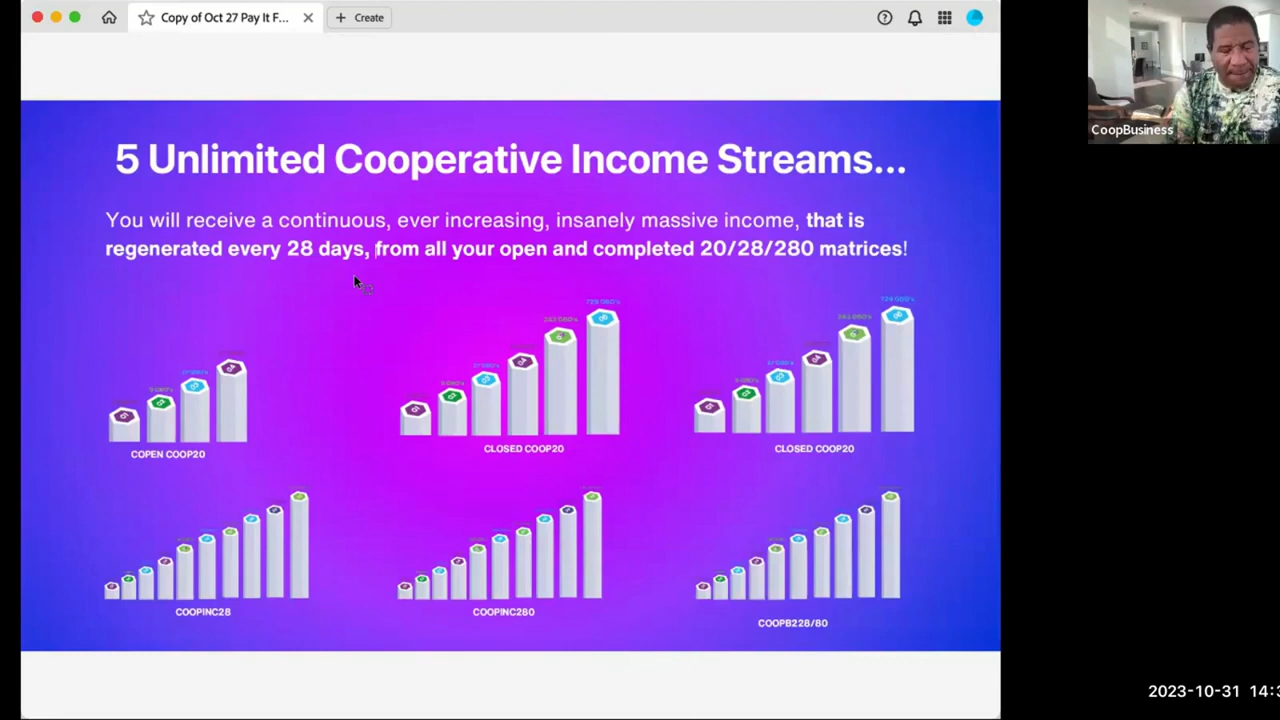 Copy of Oct 27 Pay It F...
Create
CoopBusiness
5 Unlimited Cooperative Income Streams...
You will receive a continuous, ever increasing, insanely massive income, that is
regenerated every 28 days, from all your open and completed 20/28/280 matrices!
COPEN COOP20
CLOSED COOP20
CLOSED COOP20
COOPINC28
COOPINC280
COOPB228/80
2023-10-31 14:3